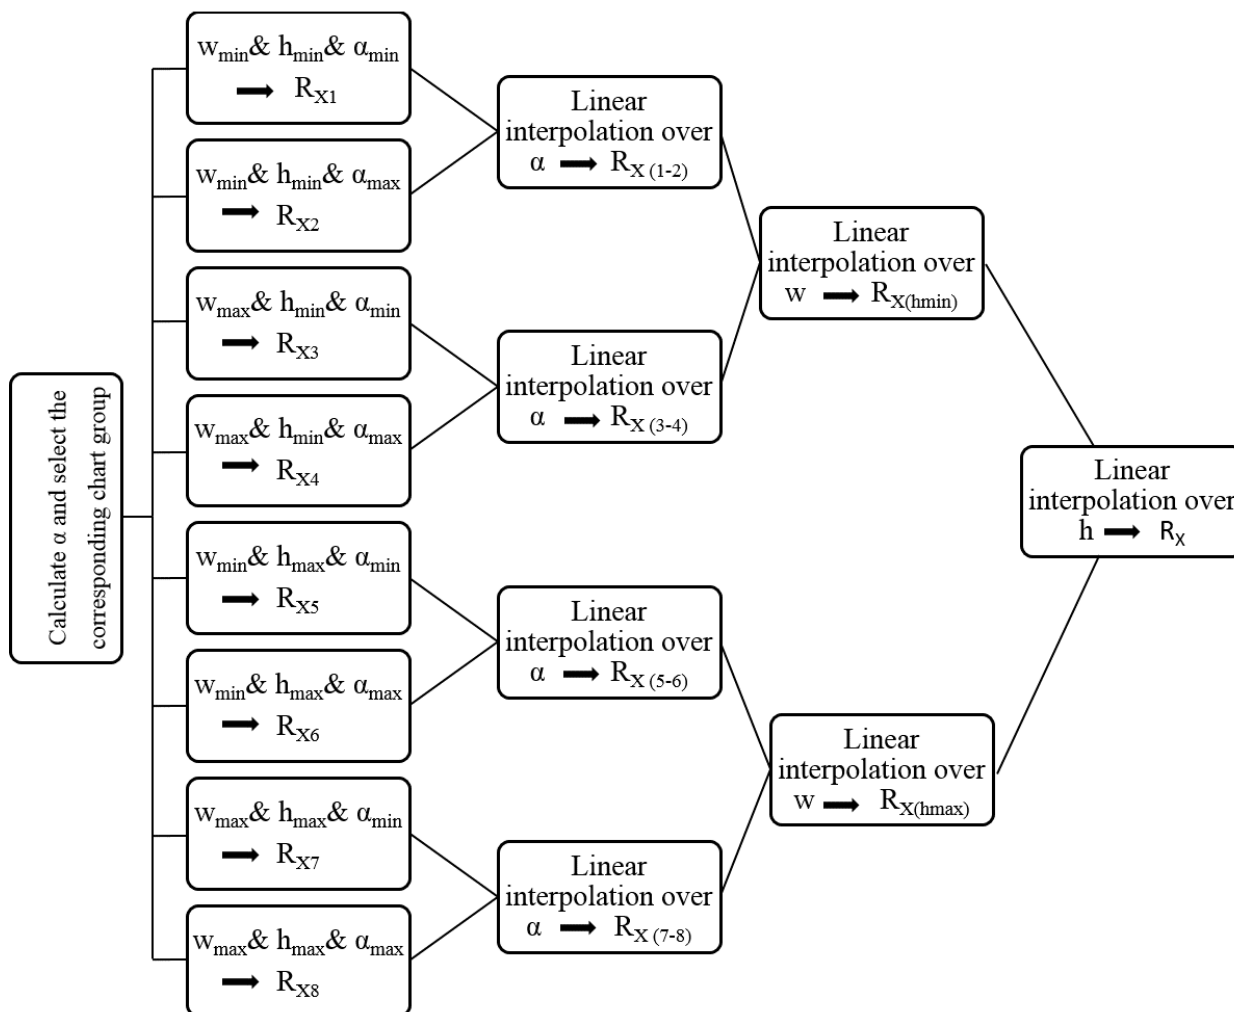 Calculate α and select the
corresponding chart group
w_min& h_min& α_min
➡ R_X1
w_min& h_min& α_max
➡ R_X2
w_max& h_min& α_min
➡ R_X3
w_max& h_min& α_max
➡ R_X4
w_min& h_max& α_min
➡ R_X5
w_min& h_max& α_max
➡ R_X6
w_max& h_max& α_min
➡ R_X7
w_max& h_max& α_max
➡ R_X8
Linear
interpolation over
α ➡ R_X (1-2)
Linear
interpolation over
α ➡ R_X (3-4)
Linear
interpolation over
α ➡ R_X (5-6)
Linear
interpolation over
α ➡ R_X (7-8)
Linear
interpolation over
w ➡ R_X(hmin)
Linear
interpolation over
w ➡ R_X(hmax)
Linear
interpolation over
h ➡ R_X